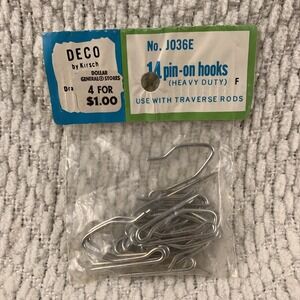 DECO
by Kirsch
DOLLAR
GENERAL® STORES
Dra
4 FOR
$1.00
No. J036E
14 pin-on hooks
(HEAVY DUTY) F
USE WITH TRAVERSE RODS